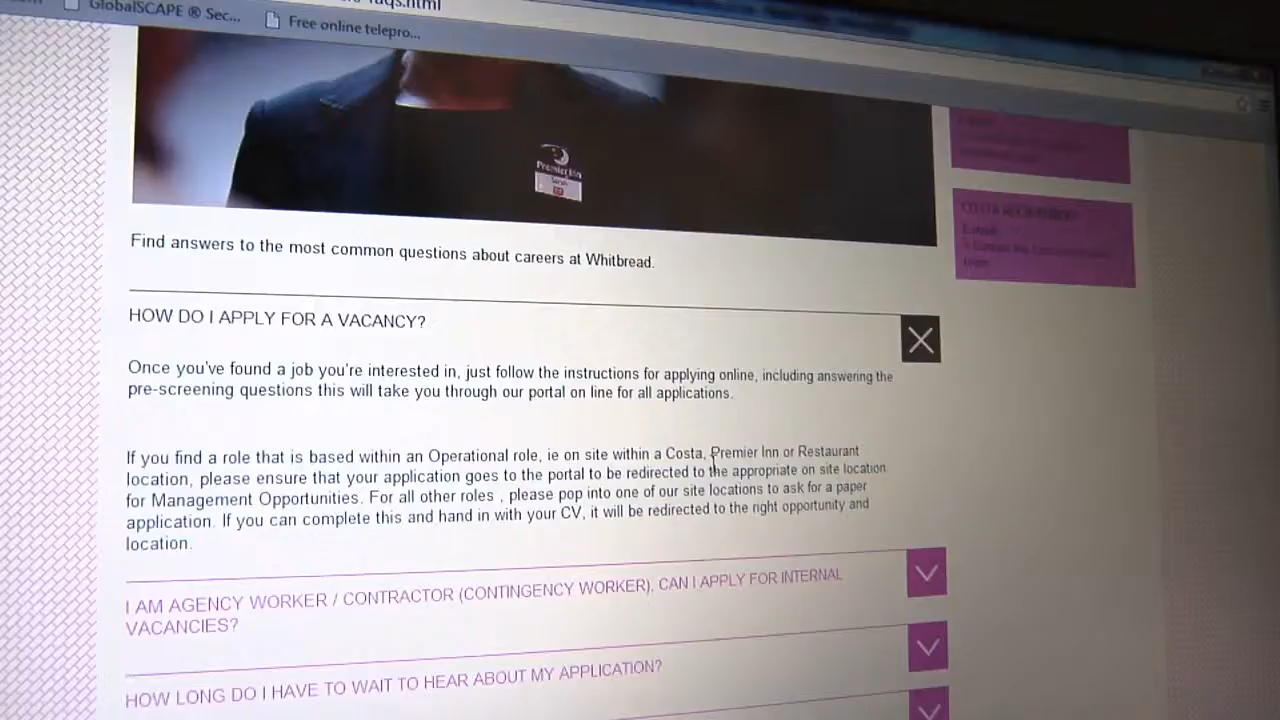 GlobalSCAPE ® Sec...
Free online telepro...
Premier Inn
Find answers to the most common questions about careers at Whitbread.
HOW DO I APPLY FOR A VACANCY?
Once you've found a job you're interested in, just follow the instructions for applying online, including answering the
pre-screening questions this will take you through our portal on line for all applications.
If you find a role that is based within an Operational role, ie on site within a Costa, Premier Inn or Restaurant
location, please ensure that your application goes to the portal to be redirected to the appropriate on site location
for Management Opportunities. For all other roles , please pop into one of our site locations to ask for a paper
application. If you can complete this and hand in with your CV, it will be redirected to the right opportunity and
location.
I AM AGENCY WORKER / CONTRACTOR (CONTINGENCY WORKER), CAN I APPLY FOR INTERNAL
VACANCIES?
HOW LONG DO I HAVE TO WAIT TO HEAR ABOUT MY APPLICATION?